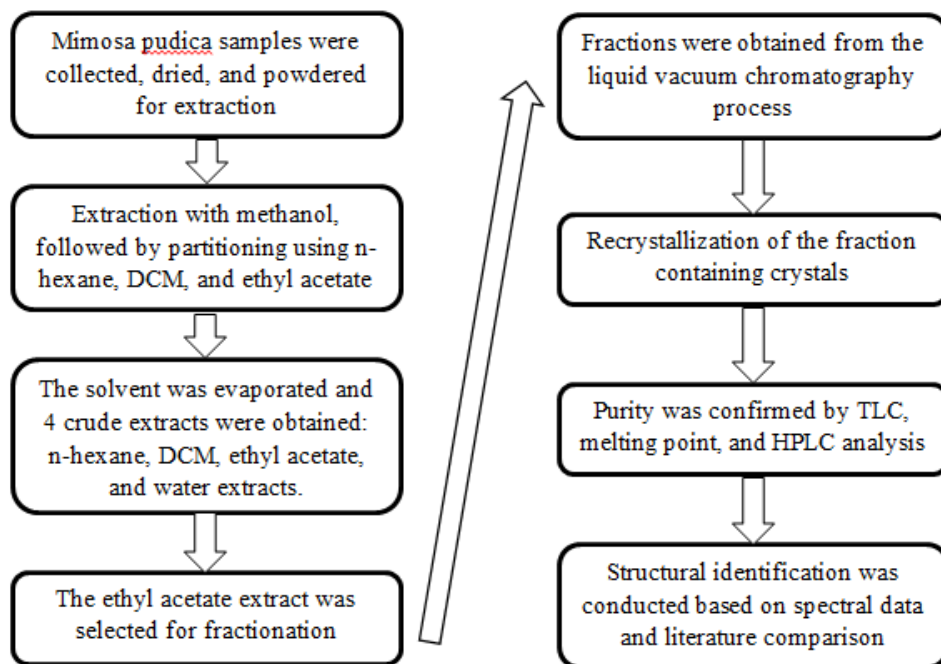 Mimosa pudica samples were
collected, dried, and powdered
for extraction
Extraction with methanol,
followed by partitioning using n-
hexane, DCM, and ethyl acetate
The solvent was evaporated and
4 crude extracts were obtained:
n-hexane, DCM, ethyl acetate,
and water extracts.
The ethyl acetate extract was
selected for fractionation
Fractions were obtained from the
liquid vacuum chromatography
process
Recrystallization of the fraction
containing crystals
Purity was confirmed by TLC,
melting point, and HPLC analysis
Structural identification was
conducted based on spectral data
and literature comparison